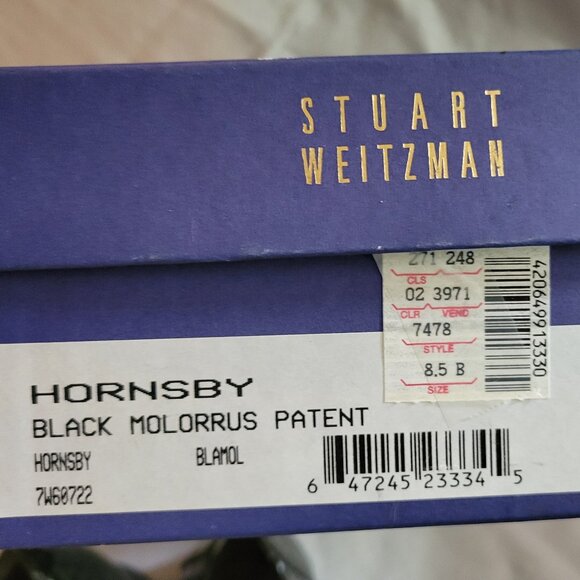 STUART
WEITZMAN
271 248
CLS
02 3971
CLR VEND
7478
STYLE
8.5 B
SIZE
420649913330
HORNSBY
BLACK MOLORRUS PATENT
HORNSBY BLAMOL
7W60722
6 47245 23334 5